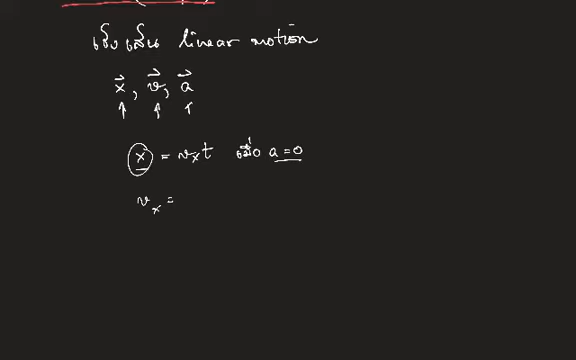 เชิงเส้น linear motion
x⃗, v⃗, a⃗
↑ ↑ ↑
x = vₓt เมื่อ a = 0
vₓ =